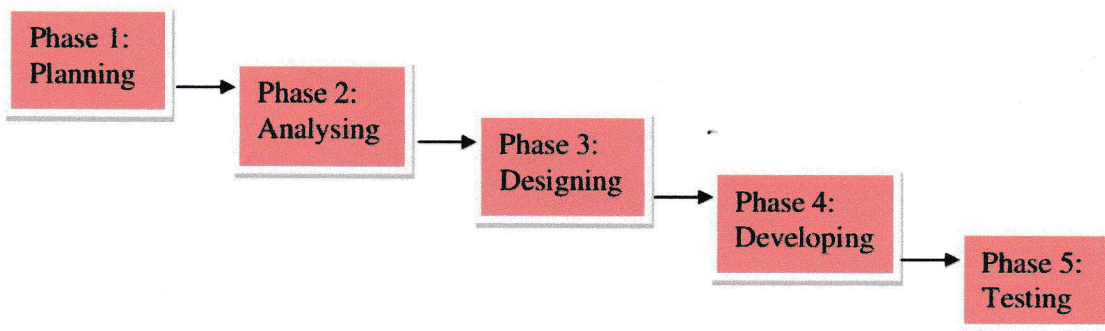 Phase 1:
Planning
Phase 2:
Analysing
Phase 3:
Designing
Phase 4:
Developing
Phase 5:
Testing